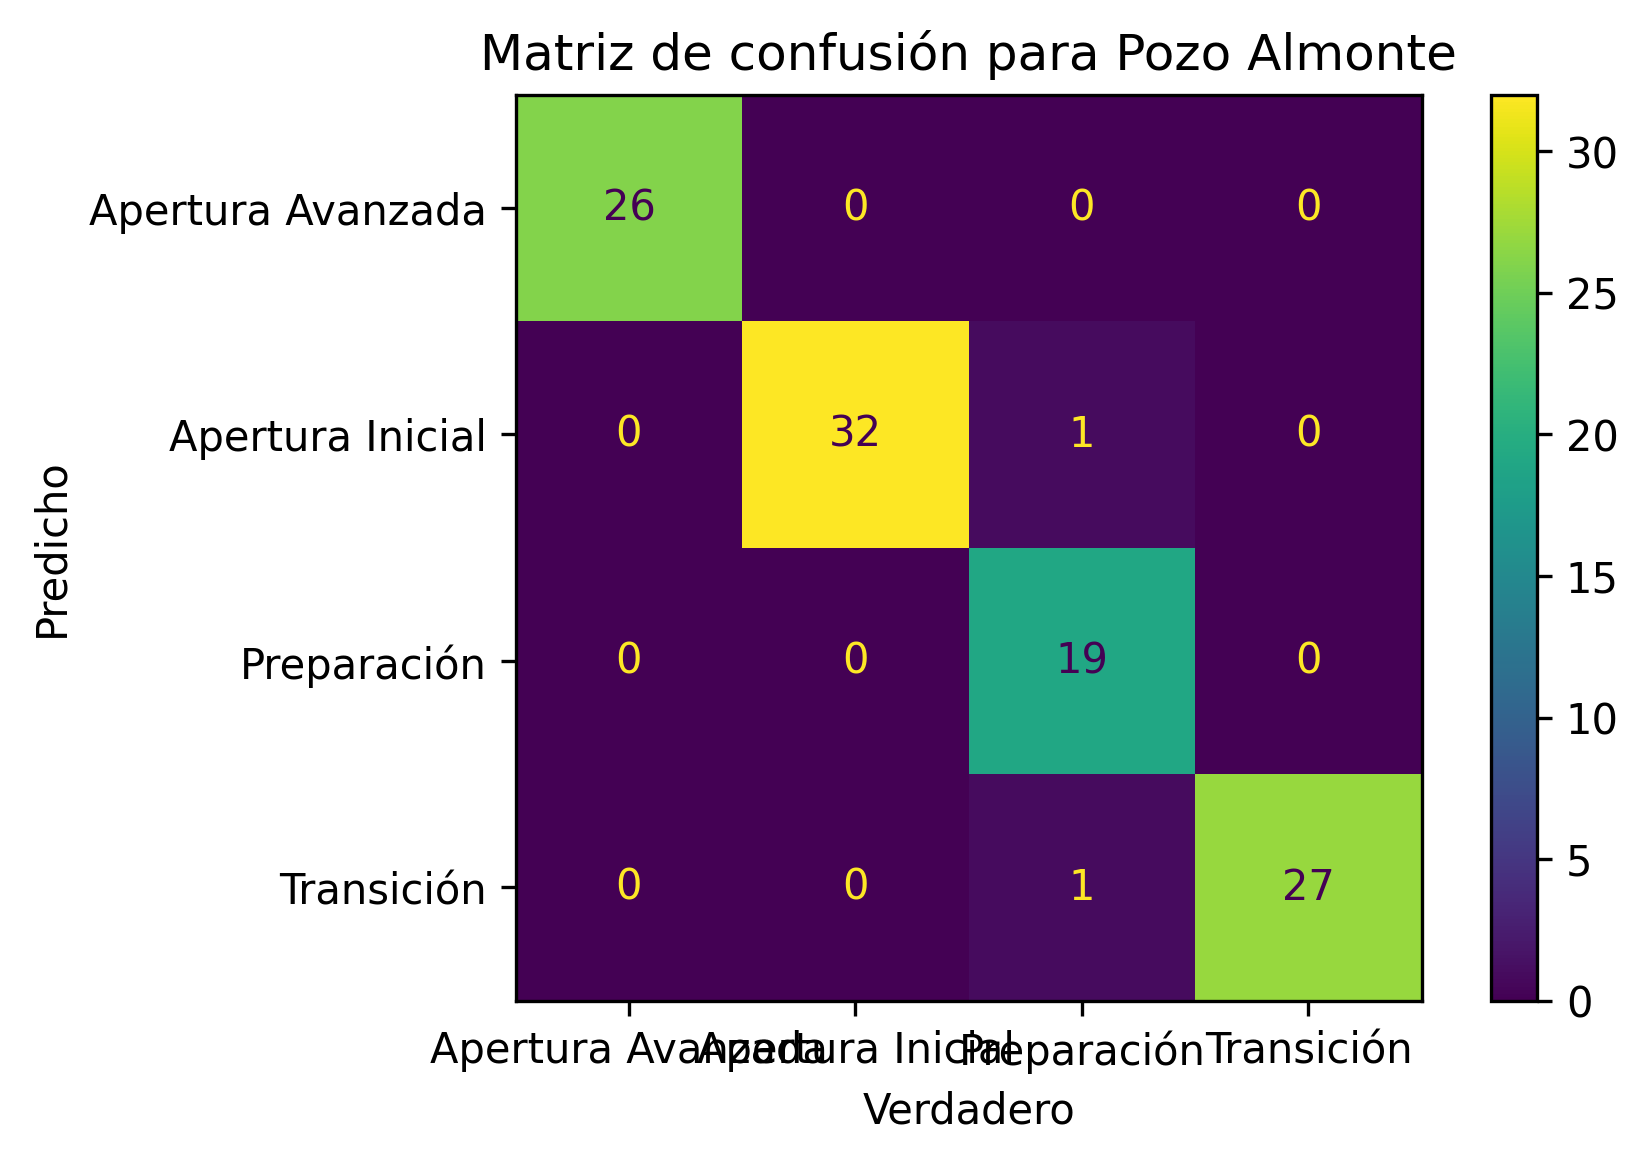 Matriz de confusión para Pozo Almonte
Apertura Avanzada 26 0 0 0
Apertura Inicial 0 32 1 0
Preparación 0 0 19 0
Transición 0 0 1 27
Apertura Avanzada Apertura Inicial Preparación Transición
Verdadero
Predicho
30
25
20
15
10
5
0